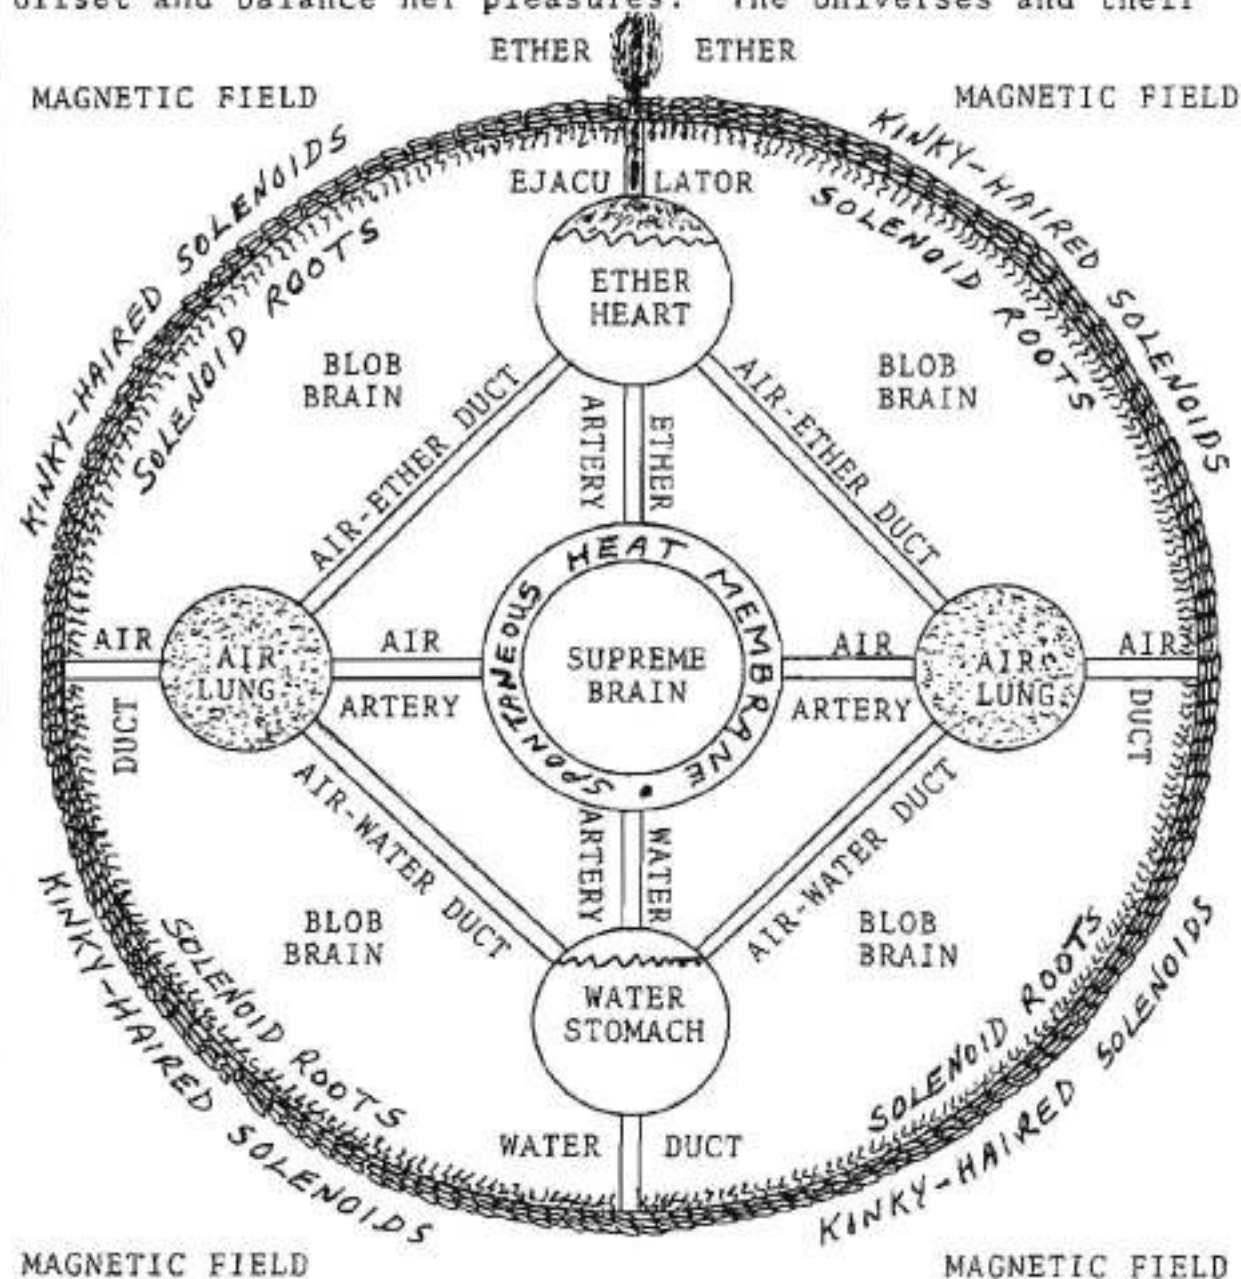 offset and balance her pleasures. The Universes and their
ETHER ETHER
MAGNETIC FIELD
MAGNETIC FIELD
KINKY-HAIRED SOLENOIDS
SOLENOID ROOTS
KINKY-HAIRED SOLENOIDS
SOLENOID ROOTS
EJACU LATOR
ETHER
HEART
BLOB
BRAIN
BLOB
BRAIN
AIR-ETHER DUCT
ARTERY
ETHER
AIR-ETHER DUCT
SPONTANEOUS HEAT MEMBRANE •
SUPREME
BRAIN
AIR
DUCT
AIR
LUNG
AIR
ARTERY
AIR
ARTERY
AIR
LUNG
AIR
DUCT
AIR-WATER DUCT
ARTERY
WATER
AIR-WATER DUCT
BLOB
BRAIN
BLOB
BRAIN
WATER
STOMACH
SOLENOID ROOTS
KINKY-HAIRED SOLENOIDS
SOLENOID ROOTS
KINKY-HAIRED SOLENOIDS
WATER DUCT
MAGNETIC FIELD
MAGNETIC FIELD